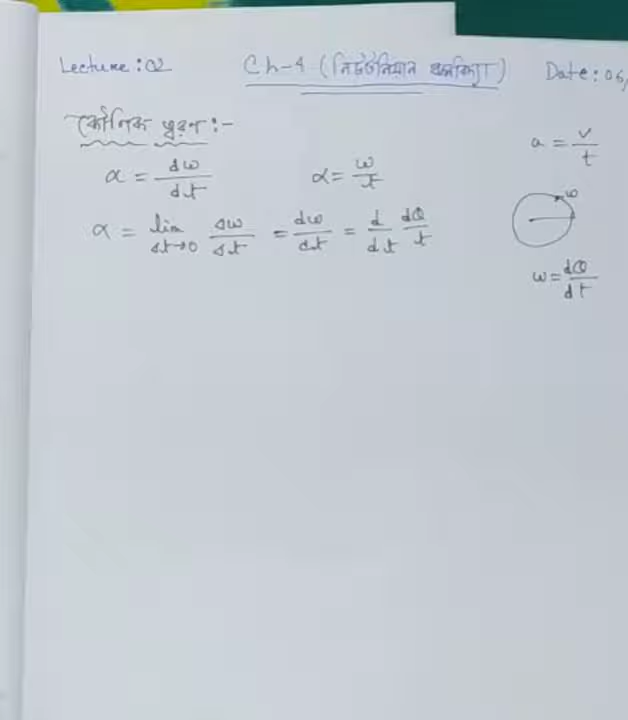 Lecture: 02 Ch-4 (নিউটনিয়ান বলবিদ্যা) Date: 06,
কৌনিক ত্বরণ :-
α = dω/dt α = ω/t a = v/t
α = lim Δt→0 Δω/Δt = dω/dt = d/dt dθ/t
ω
ω = dθ/dt